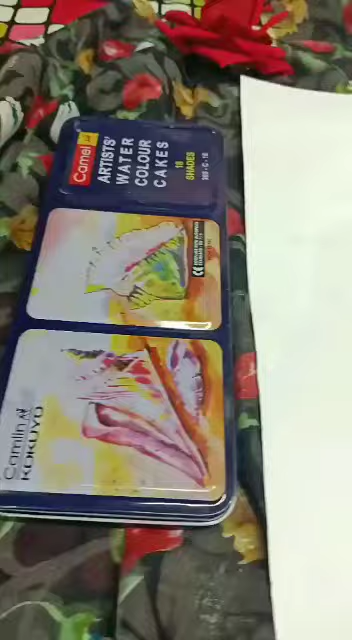 Camel
ARTISTS'
WATER
COLOUR
CAKES
18
SHADES
Camlin
KOKUYO